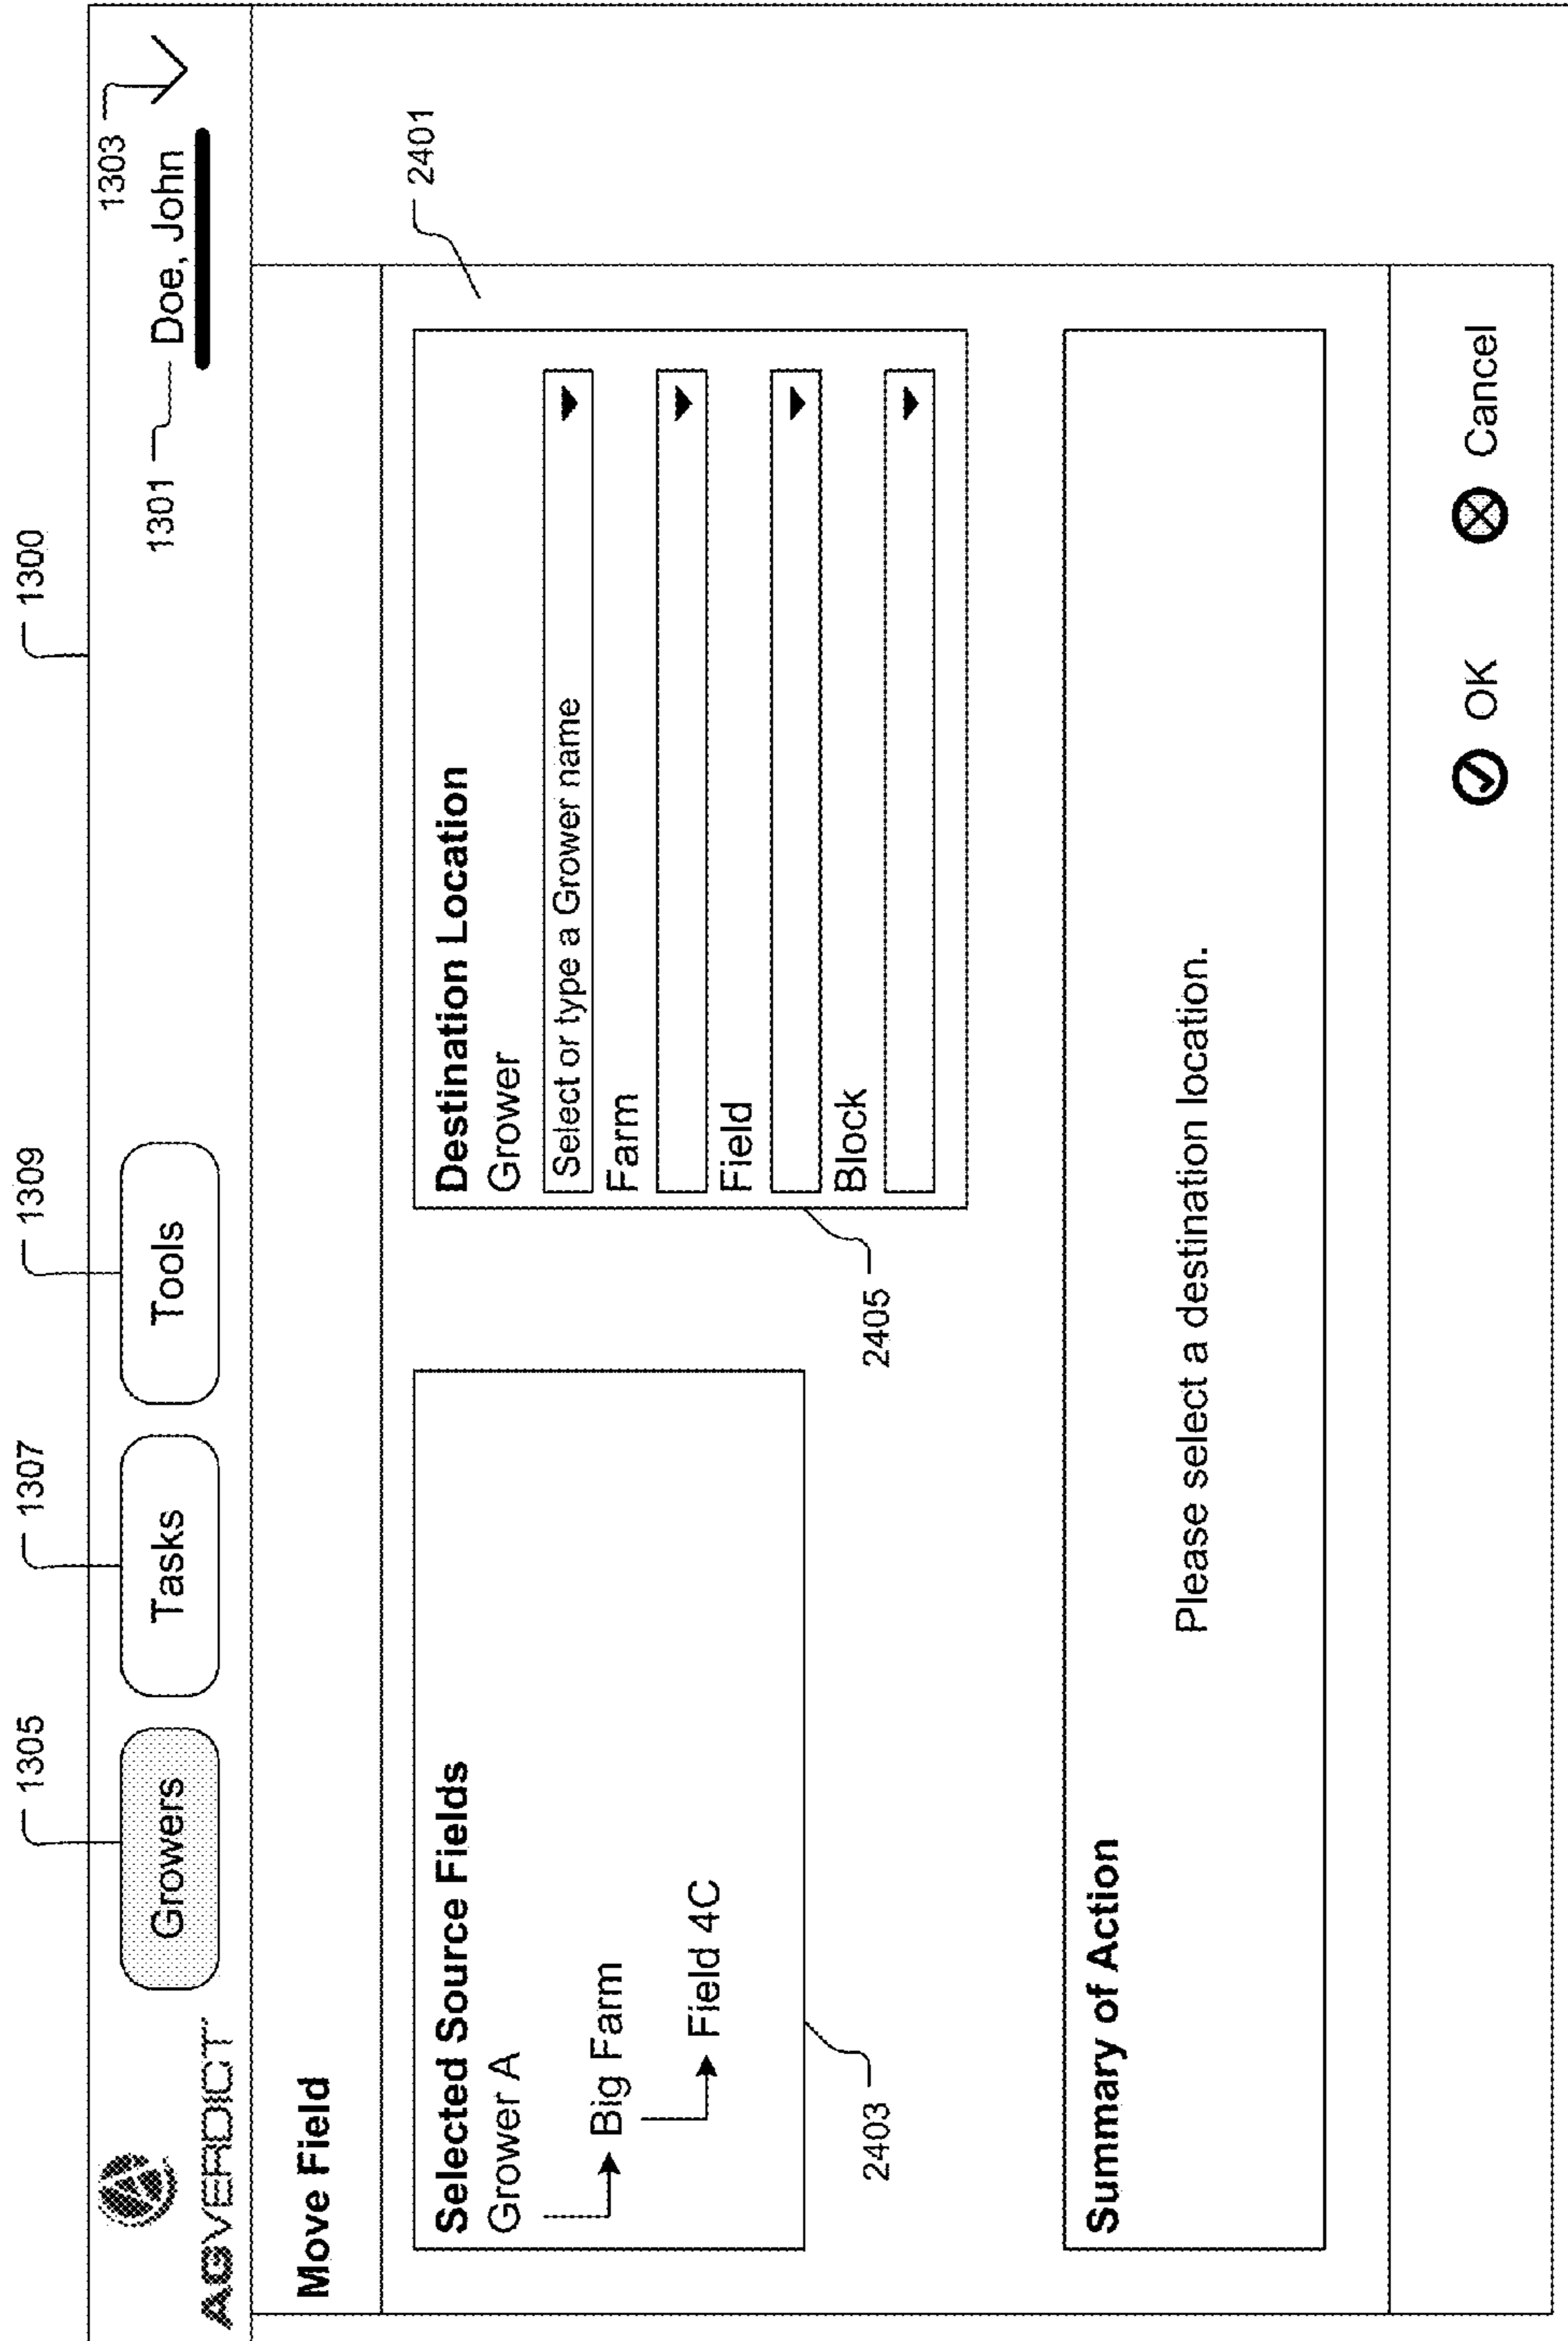 1300
1305
1307
1309
1303
AGVERDICT
Growers
Tasks
Tools
1301
Doe, John
Move Field
2401
Selected Source Fields
Grower A
Big Farm
Field 4C
2403
Destination Location
Grower
Select or type a Grower name
Farm
Field
Block
2405
Summary of Action
Please select a destination location.
OK
Cancel